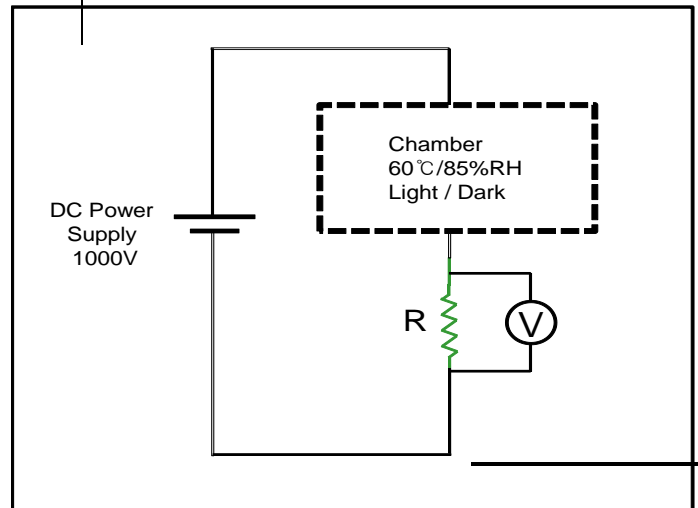 Chamber
60℃/85%RH
Light / Dark
DC Power
Supply
1000V
R
V